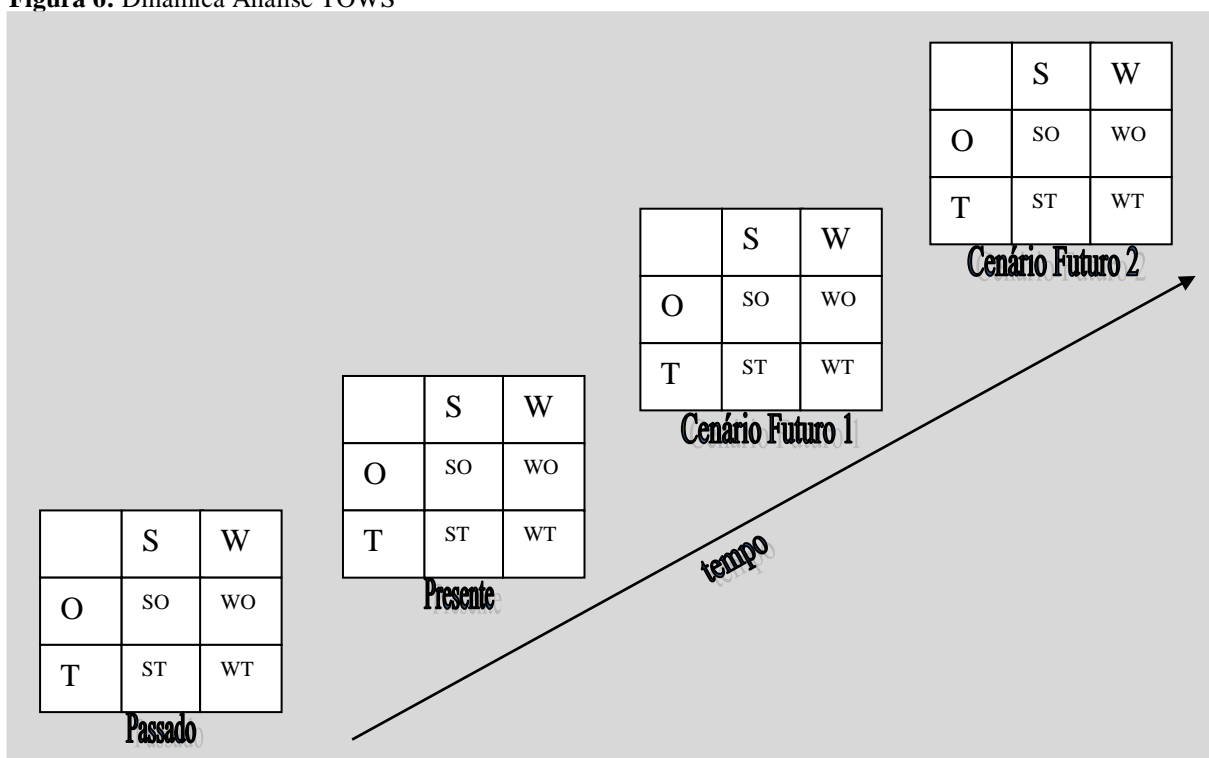 Figura 6: Dinâmica Análise TOWS
S W
O SO WO
T ST WT
Passado
S W
O SO WO
T ST WT
Presente
S W
O SO WO
T ST WT
Cenário Futuro 1
S W
O SO WO
T ST WT
Cenário Futuro 2
tempo